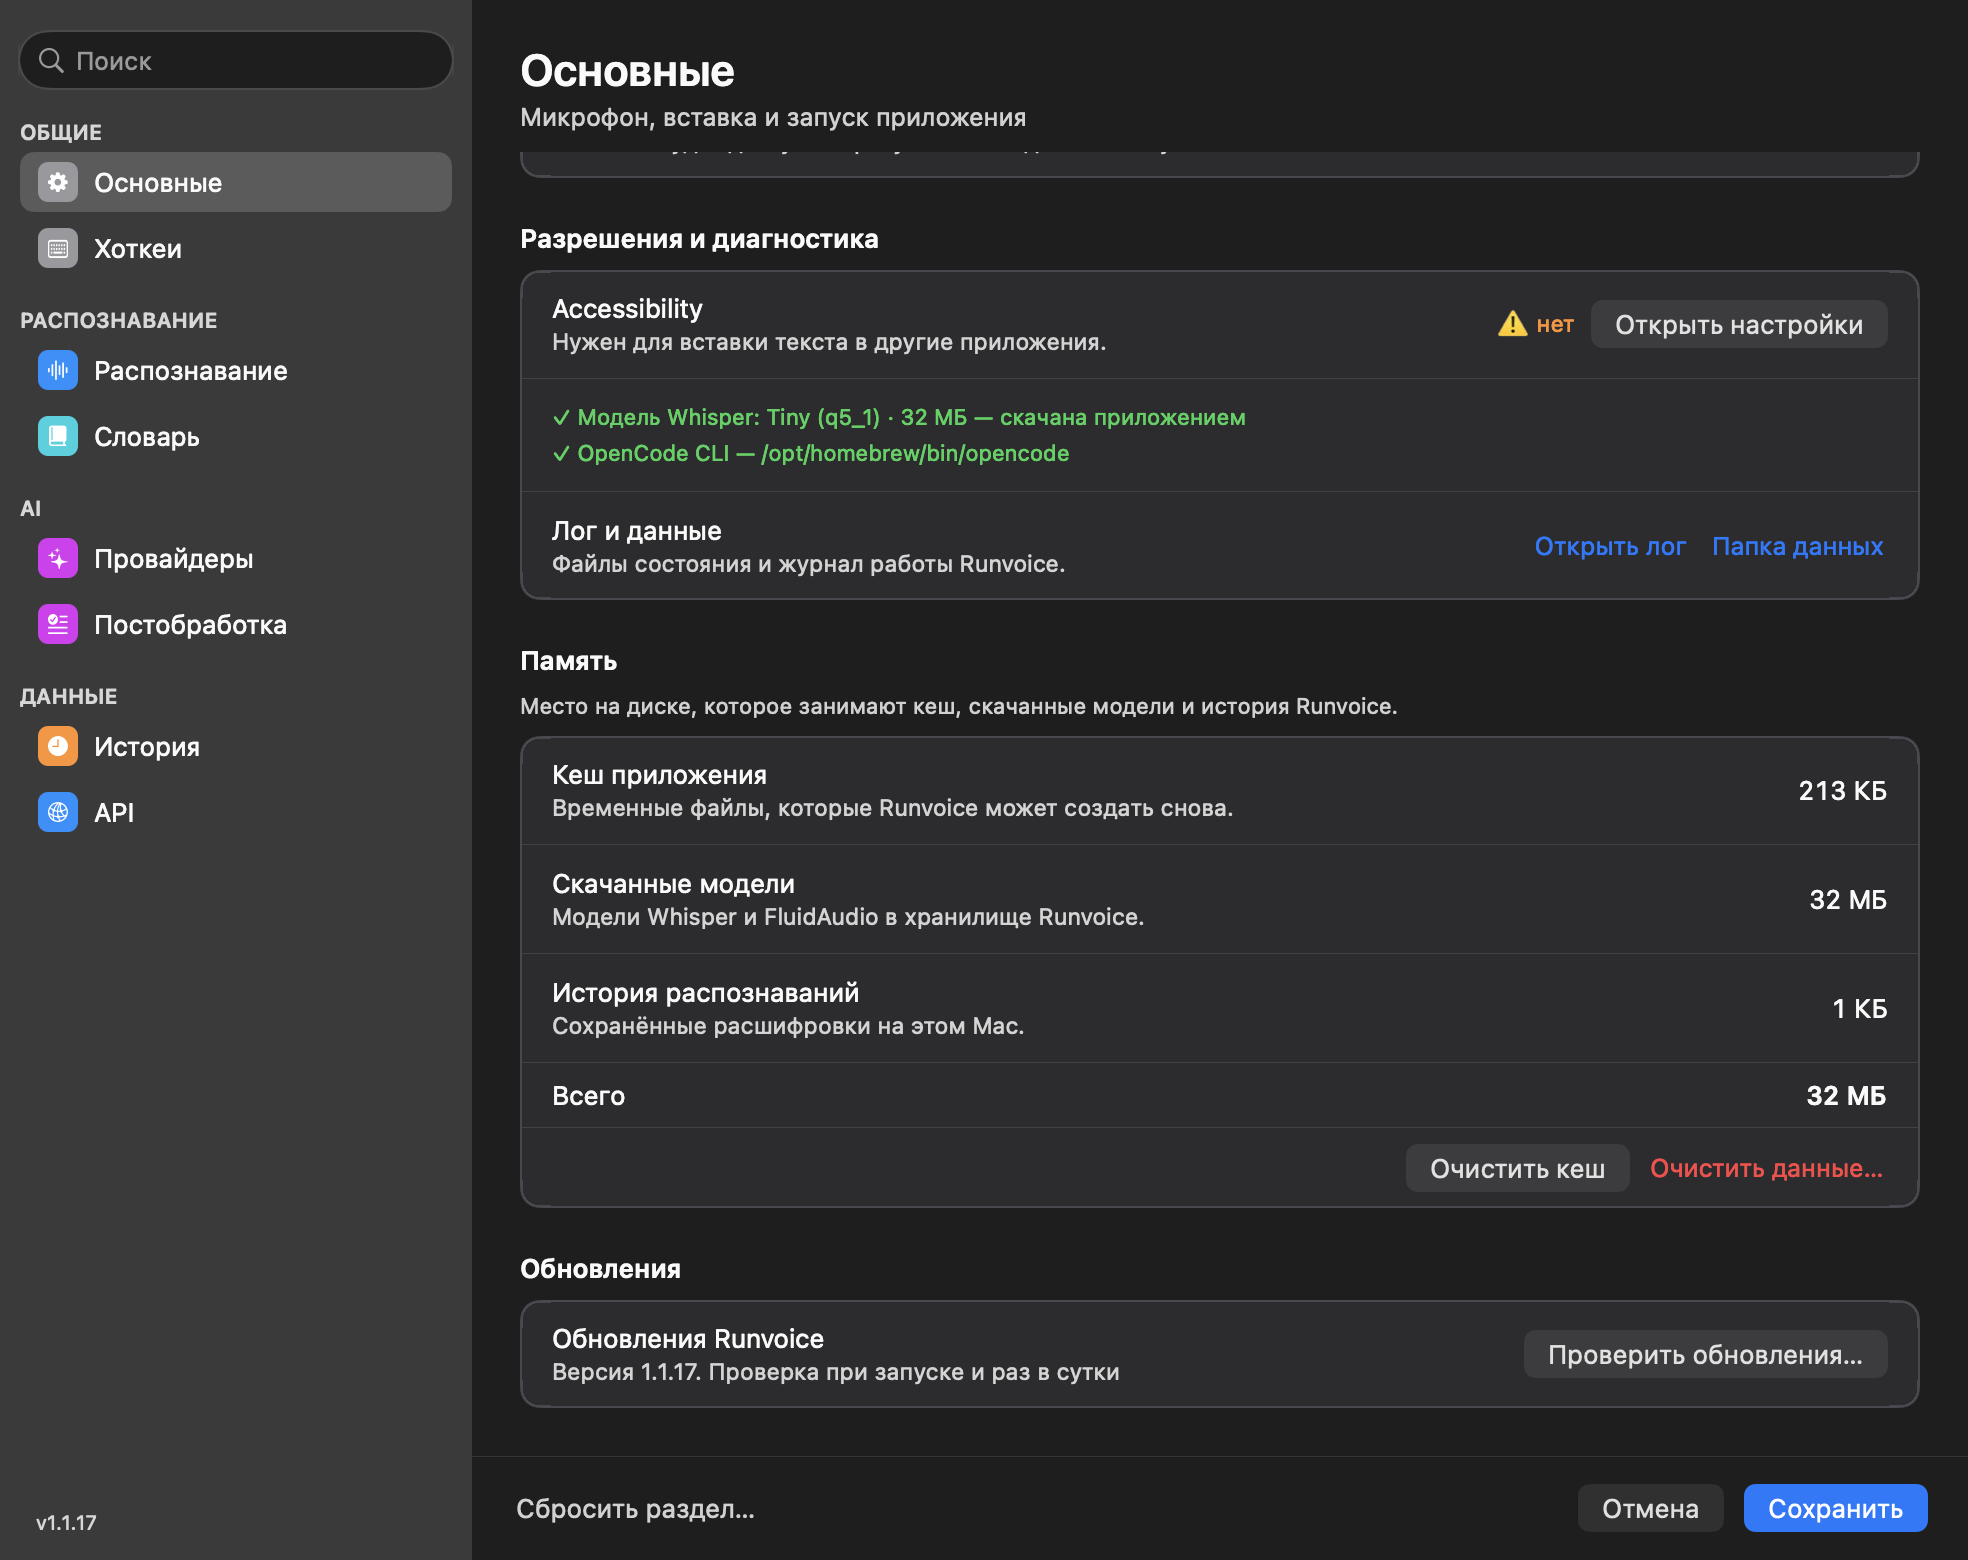 Поиск
ОБЩИЕ
Основные
Хоткеи
РАСПОЗНАВАНИЕ
Распознавание
Словарь
AI
Провайдеры
Постобработка
ДАННЫЕ
История
API
v1.1.17
Основные
Микрофон, вставка и запуск приложения
Разрешения и диагностика
Accessibility
Нужен для вставки текста в другие приложения.
нет
Открыть настройки
✓ Модель Whisper: Tiny (q5_1) · 32 МБ — скачана приложением
✓ OpenCode CLI — /opt/homebrew/bin/opencode
Лог и данные
Файлы состояния и журнал работы Runvoice.
Открыть лог
Папка данных
Память
Место на диске, которое занимают кеш, скачанные модели и история Runvoice.
Кеш приложения
Временные файлы, которые Runvoice может создать снова.
213 КБ
Скачанные модели
Модели Whisper и FluidAudio в хранилище Runvoice.
32 МБ
История распознаваний
Сохранённые расшифровки на этом Mac.
1 КБ
Всего
32 МБ
Очистить кеш
Очистить данные...
Обновления
Обновления Runvoice
Версия 1.1.17. Проверка при запуске и раз в сутки
Проверить обновления...
Сбросить раздел...
Отмена
Сохранить